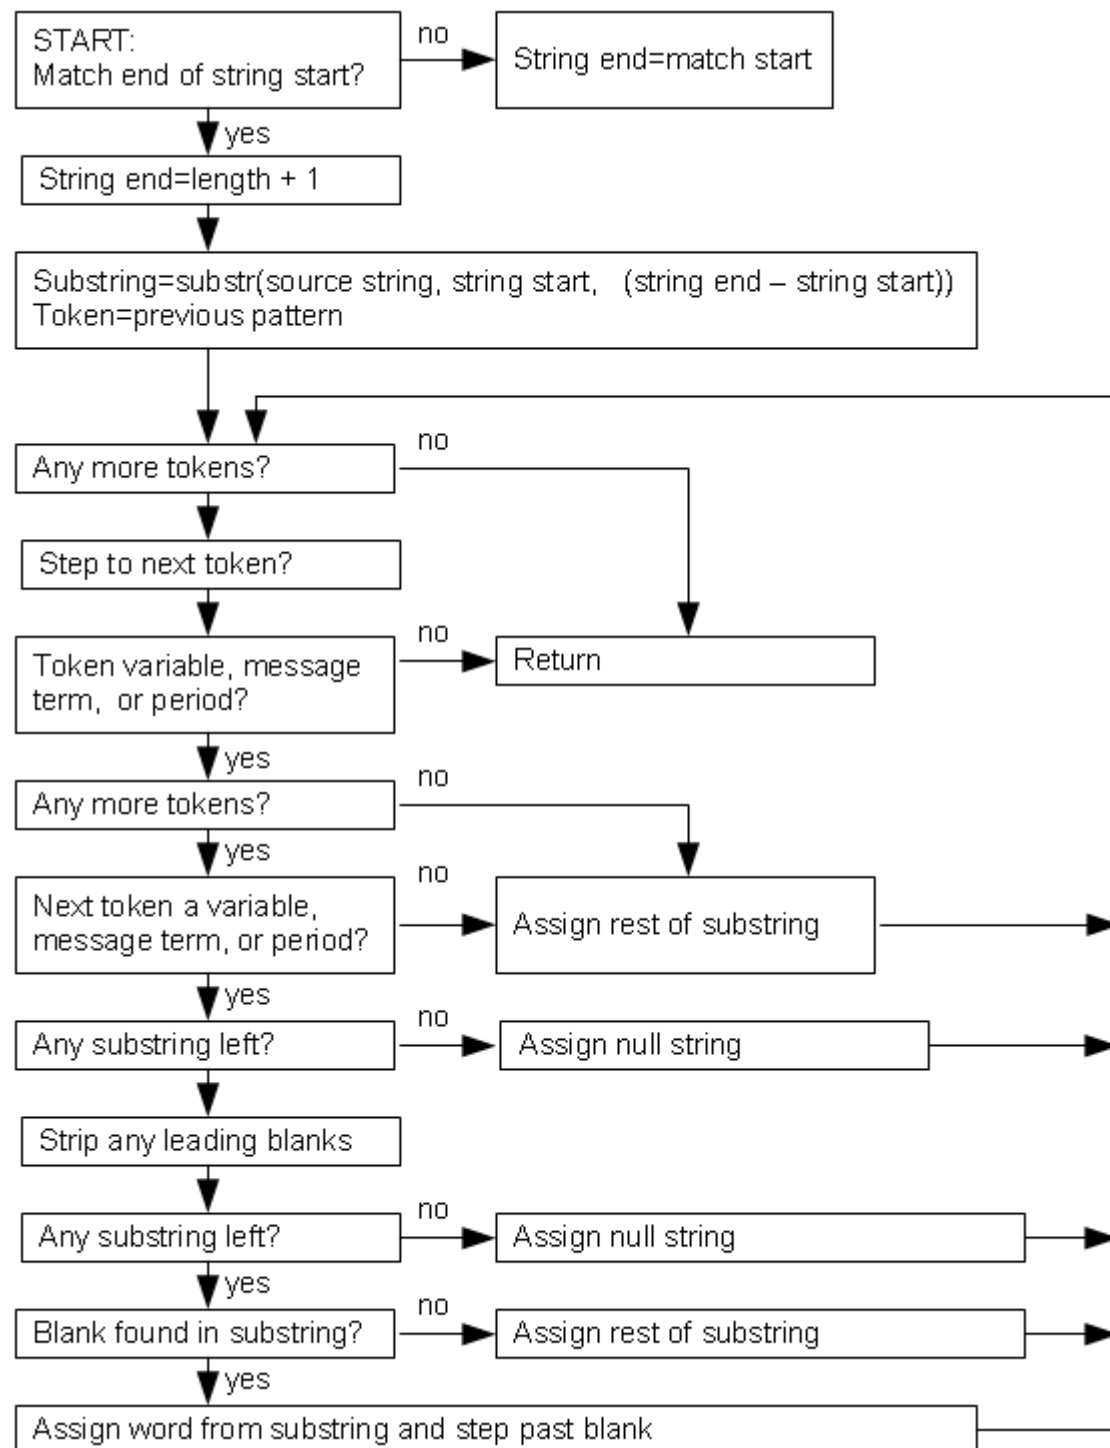 START:
Match end of string start?
no
String end=match start
yes
String end=length + 1
Substring=substr(source string, string start, (string end – string start))
Token=previous pattern
Any more tokens?
no
Step to next token?
Token variable, message
term, or period?
no
Return
yes
Any more tokens?
no
yes
Next token a variable,
message term, or period?
no
Assign rest of substring
yes
Any substring left?
no
Assign null string
Strip any leading blanks
Any substring left?
no
Assign null string
yes
Blank found in substring?
no
Assign rest of substring
yes
Assign word from substring and step past blank